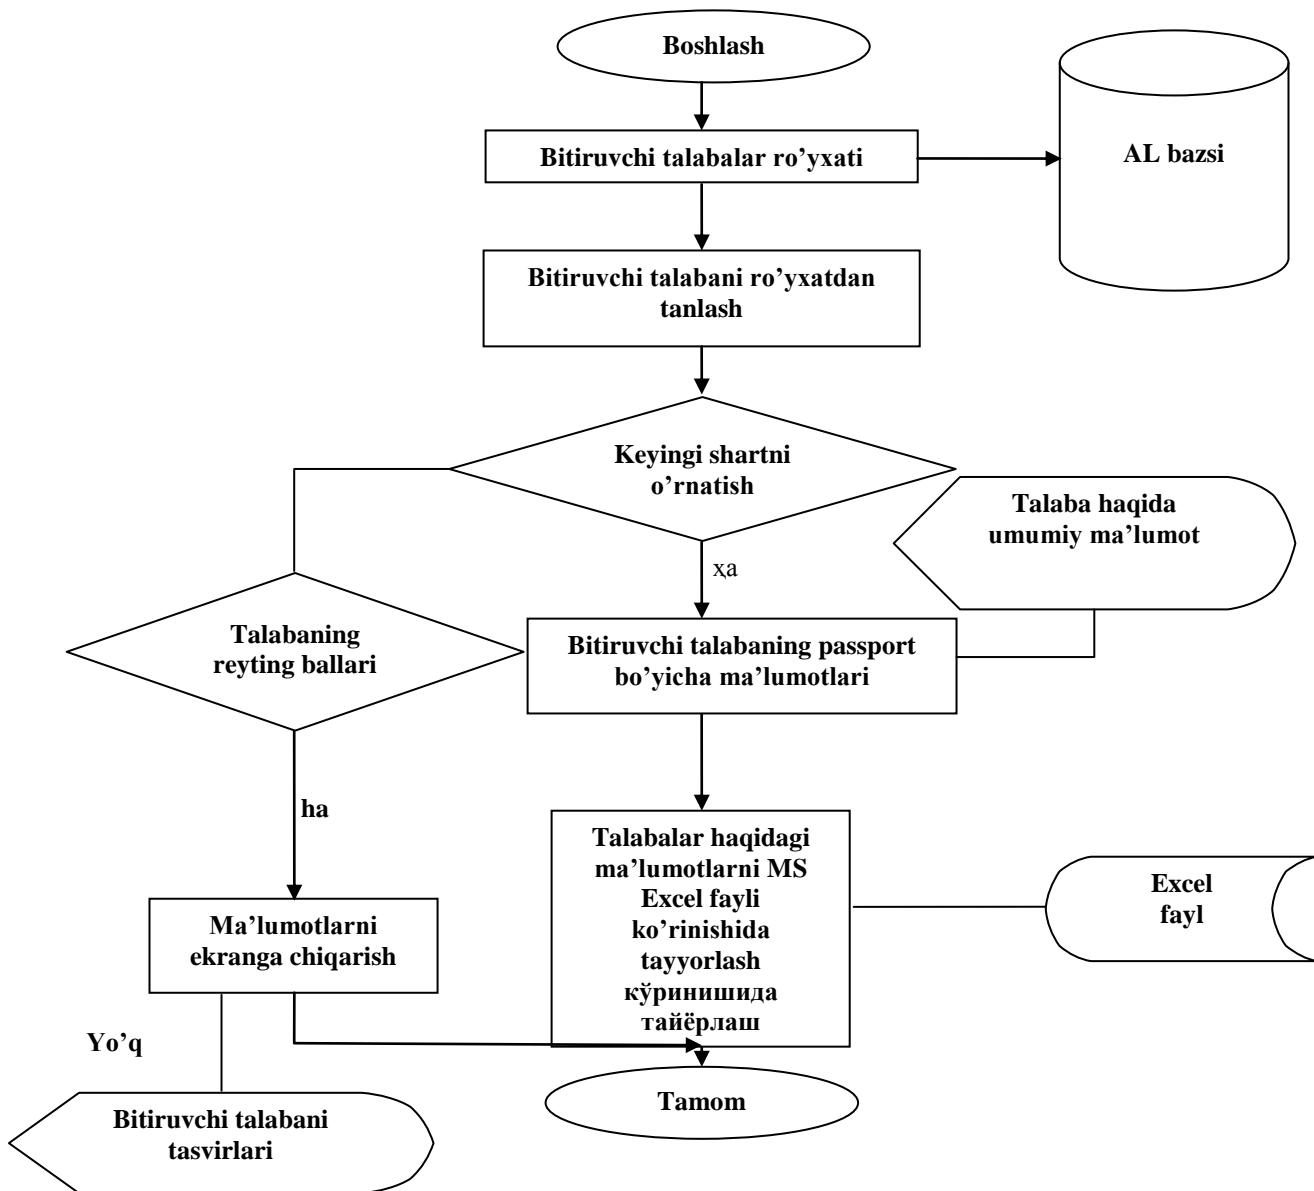 Boshlash
Bitiruvchi talabalar ro’yxati
AL bazsi
Bitiruvchi talabani ro’yxatdan
tanlash
Keyingi shartni
o’rnatish
Talaba haqida
umumiy ma’lumot
ҳа
Talabaning
reyting ballari
Bitiruvchi talabaning passport
bo’yicha ma’lumotlari
ha
Talabalar haqidagi
ma’lumotlarni MS
Excel fayli
ko’rinishida
tayyorlash
кўринишида
тайёрлаш
Excel
fayl
Ma’lumotlarni
ekranga chiqarish
Yo’q
Tamom
Bitiruvchi talabani
tasvirlari